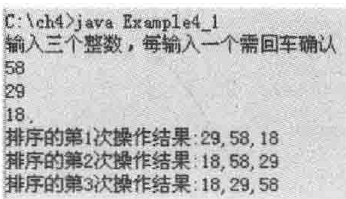 C:\ch4>java Example4_1
输入三个整数，每输入一个需回车确认
58
29
18
排序的第1次操作结果:29,58,18
排序的第2次操作结果:18,58,29
排序的第3次操作结果:18,29,58